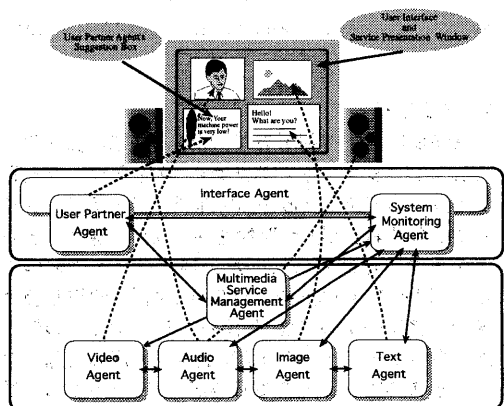 User Partner Agent's
Suggestion Box
User Interface
and
Service Presentation Window
Now, Your
machine power
is very low!
Hello!
What are you?
Interface Agent
User Partner
Agent
System
Monitoring
Agent
Multimedia
Service
Management
Agent
Video
Agent
Audio
Agent
Image
Agent
Text
Agent